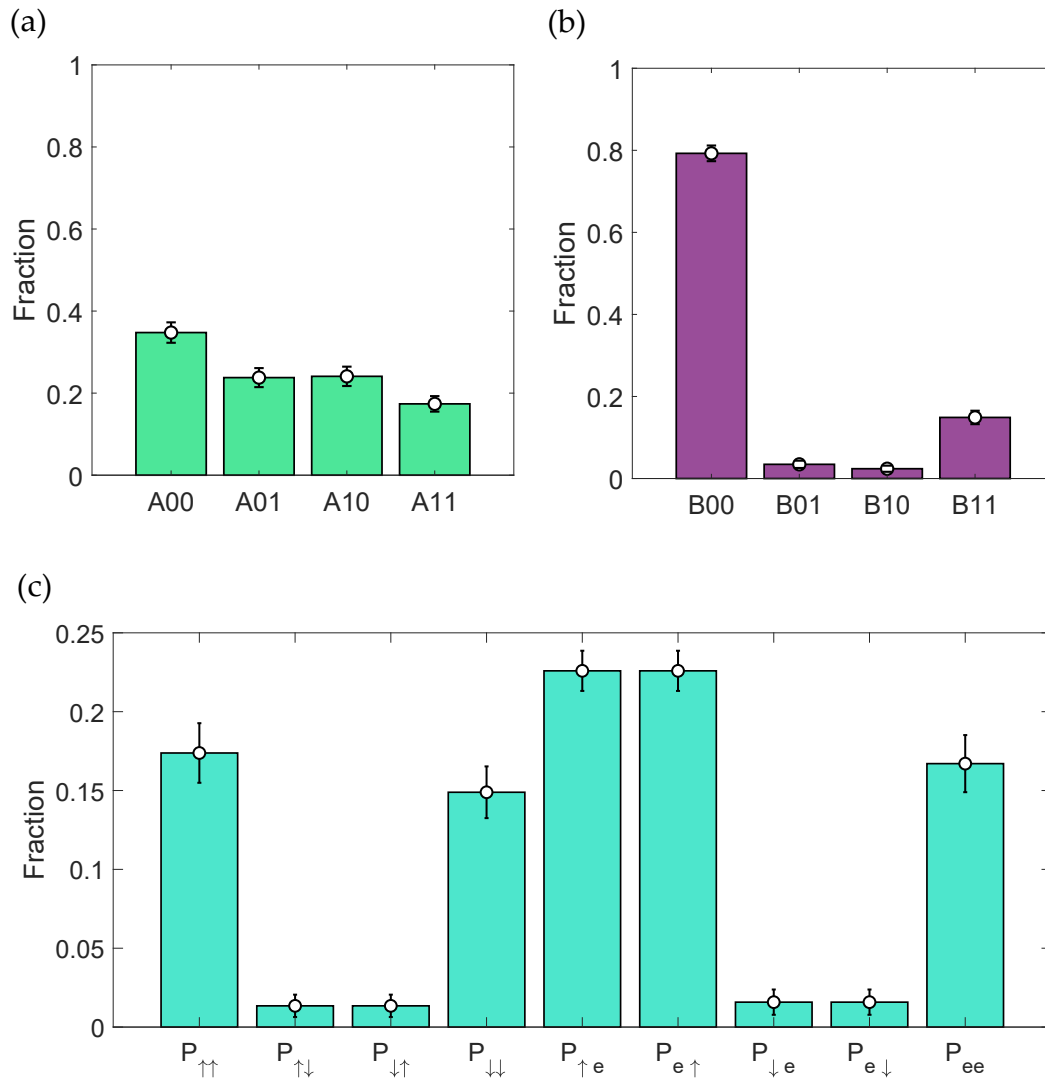 (a)
(b)
1
0.8
0.6
0.4
0.2
0
Fraction
A00 A01 A10 A11
1
0.8
0.6
0.4
0.2
0
Fraction
B00 B01 B10 B11
(c)
0.25
0.2
0.15
0.1
0.05
0
Fraction
P↑↑ P↑↓ P↓↑ P↓↓ P↑ e Pe ↑ P↓ e Pe ↓ Pee